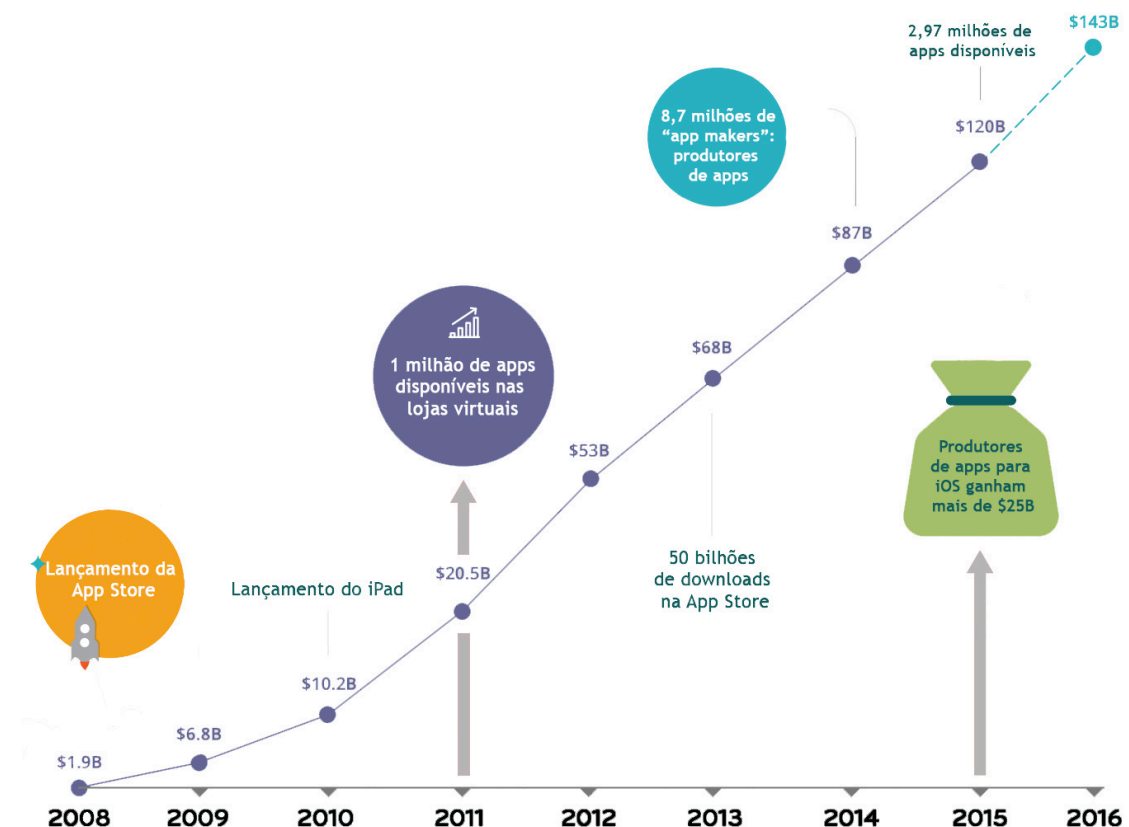 $143B
2,97 milhões de
apps disponíveis
8,7 milhões de
“app makers”:
produtores
de apps
$120B
$87B
1 milhão de apps
disponíveis nas
lojas virtuais
$68B
$53B
Produtores
de apps para
iOS ganham
mais de $25B
Lançamento da
App Store
Lançamento do iPad
$20.5B
50 bilhões
de downloads
na App Store
$10.2B
$6.8B
$1.9B
2008 2009 2010 2011 2012 2013 2014 2015 2016